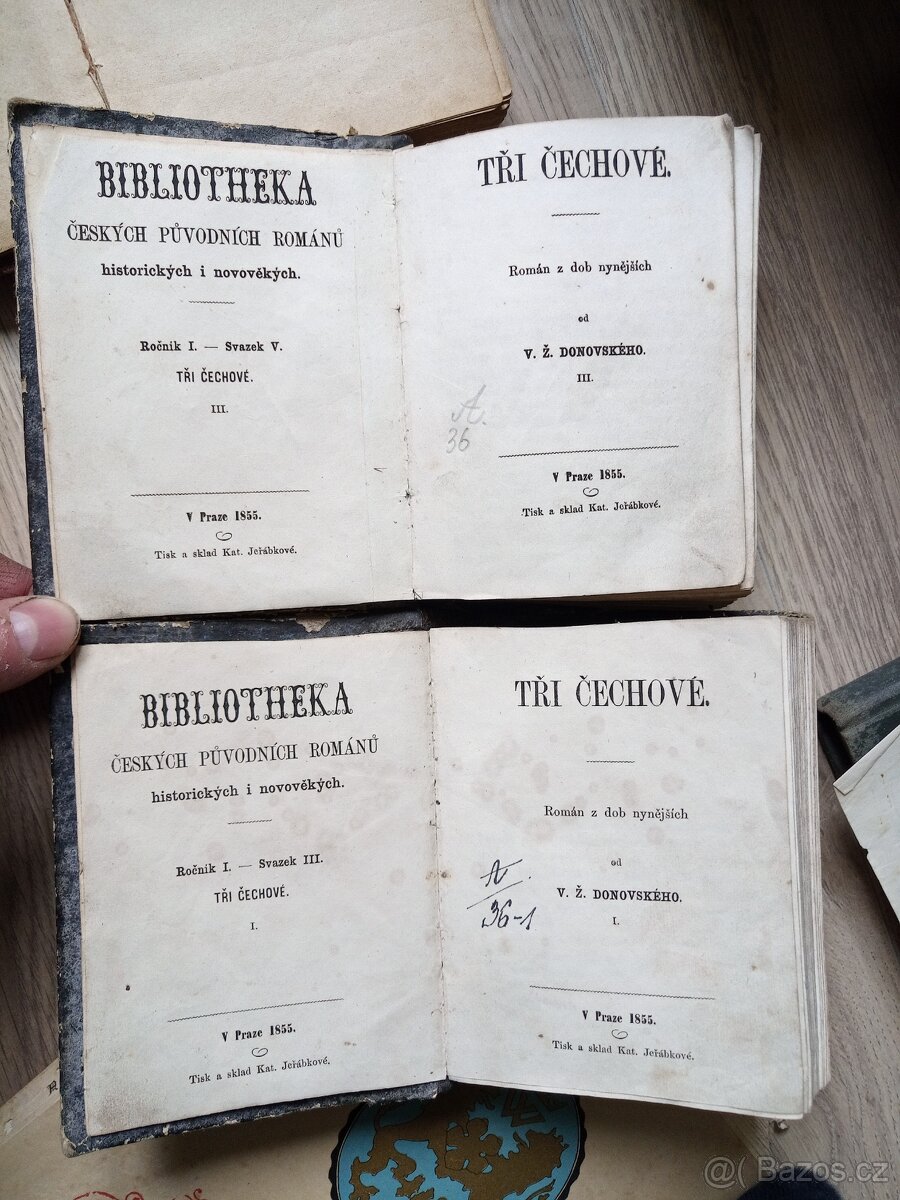 BIBLIOTHEKA
ČESKÝCH PŮVODNÍCH ROMÁNŮ
historických i novověkých.
Ročník I. — Svazek V.
TŘI ČECHOVÉ.
III.
V Praze 1855.
Tisk a sklad Kat. Jeřábkové.
TŘI ČECHOVÉ.
Román z dob nynějších
od
V. Ž. DONOVSKÉHO.
III.
A.
36
V Praze 1855.
Tisk a sklad Kat. Jeřábkové.
BIBLIOTHEKA
ČESKÝCH PŮVODNÍCH ROMÁNŮ
historických i novověkých.
Ročník I. — Svazek III.
TŘI ČECHOVÉ.
I.
V Praze 1855.
Tisk a sklad Kat. Jeřábkové.
TŘI ČECHOVÉ.
Román z dob nynějších
od
V. Ž. DONOVSKÉHO.
I.
A.
36-1
V Praze 1855.
Tisk a sklad Kat. Jeřábkové.
@( Bazos.cz